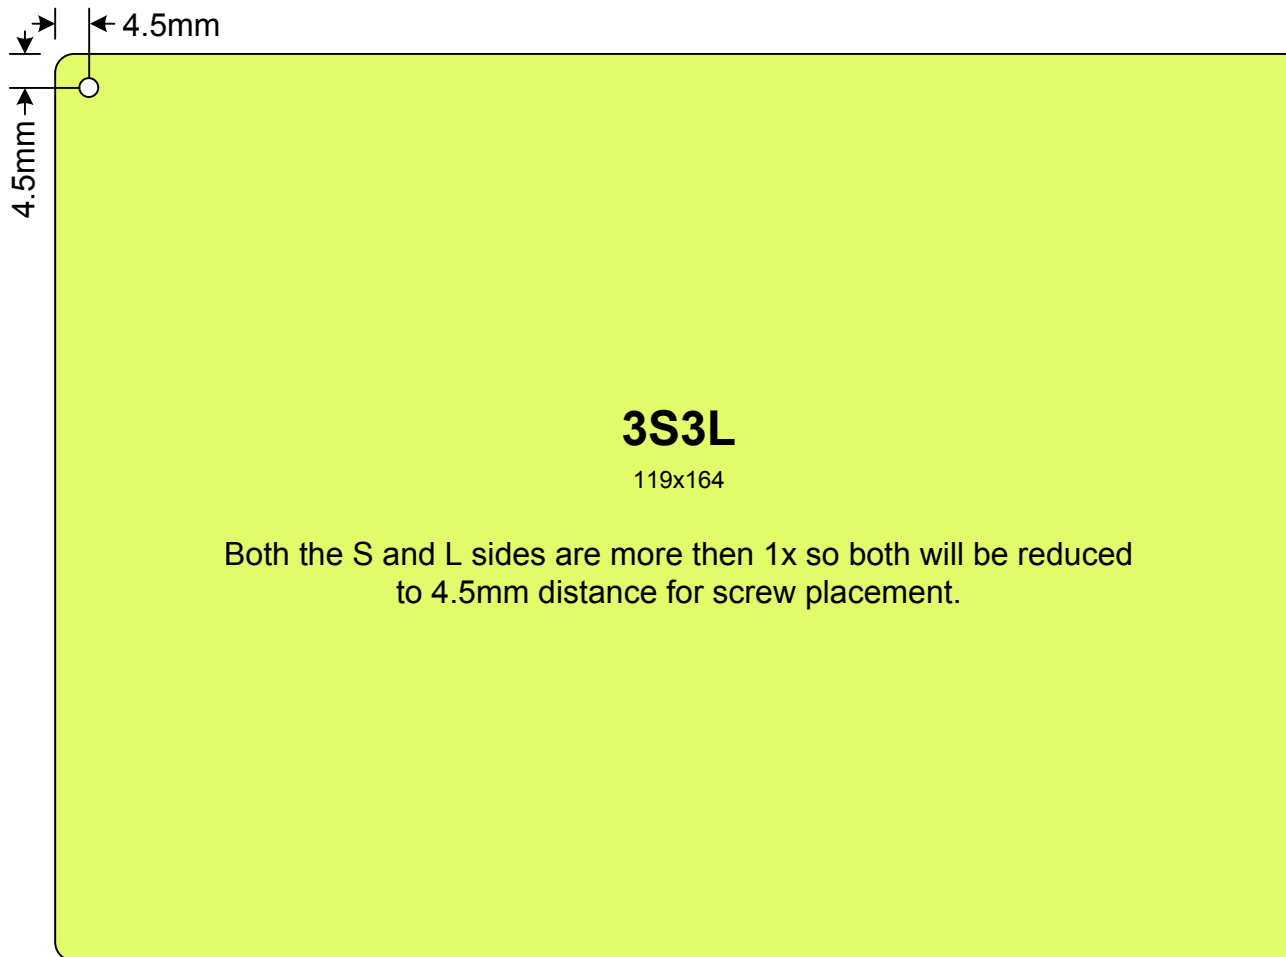 4.5mm
4.5mm
3S3L
119x164
Both the S and L sides are more then 1x so both will be reduced
to 4.5mm distance for screw placement.